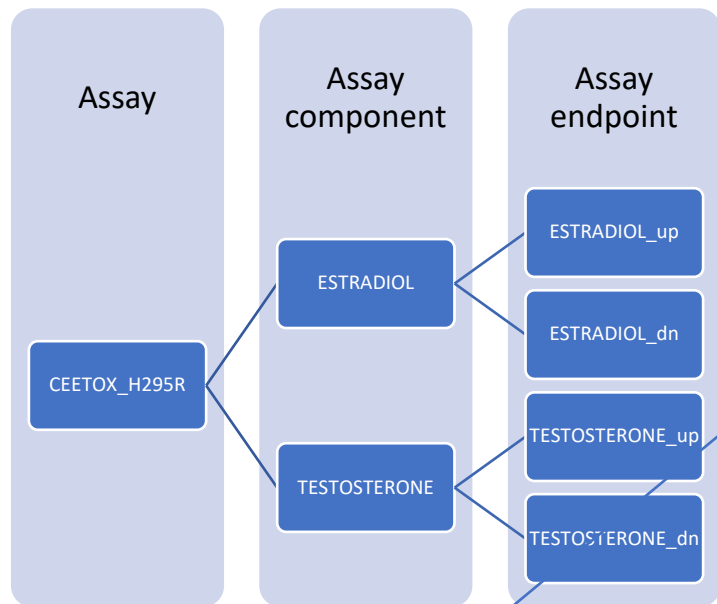 Assay
Assay
component
Assay
endpoint
CEETOX_H295R
ESTRADIOL
TESTOSTERONE
ESTRADIOL_up
ESTRADIOL_dn
TESTOSTERONE_up
TESTOSTERONE_dn